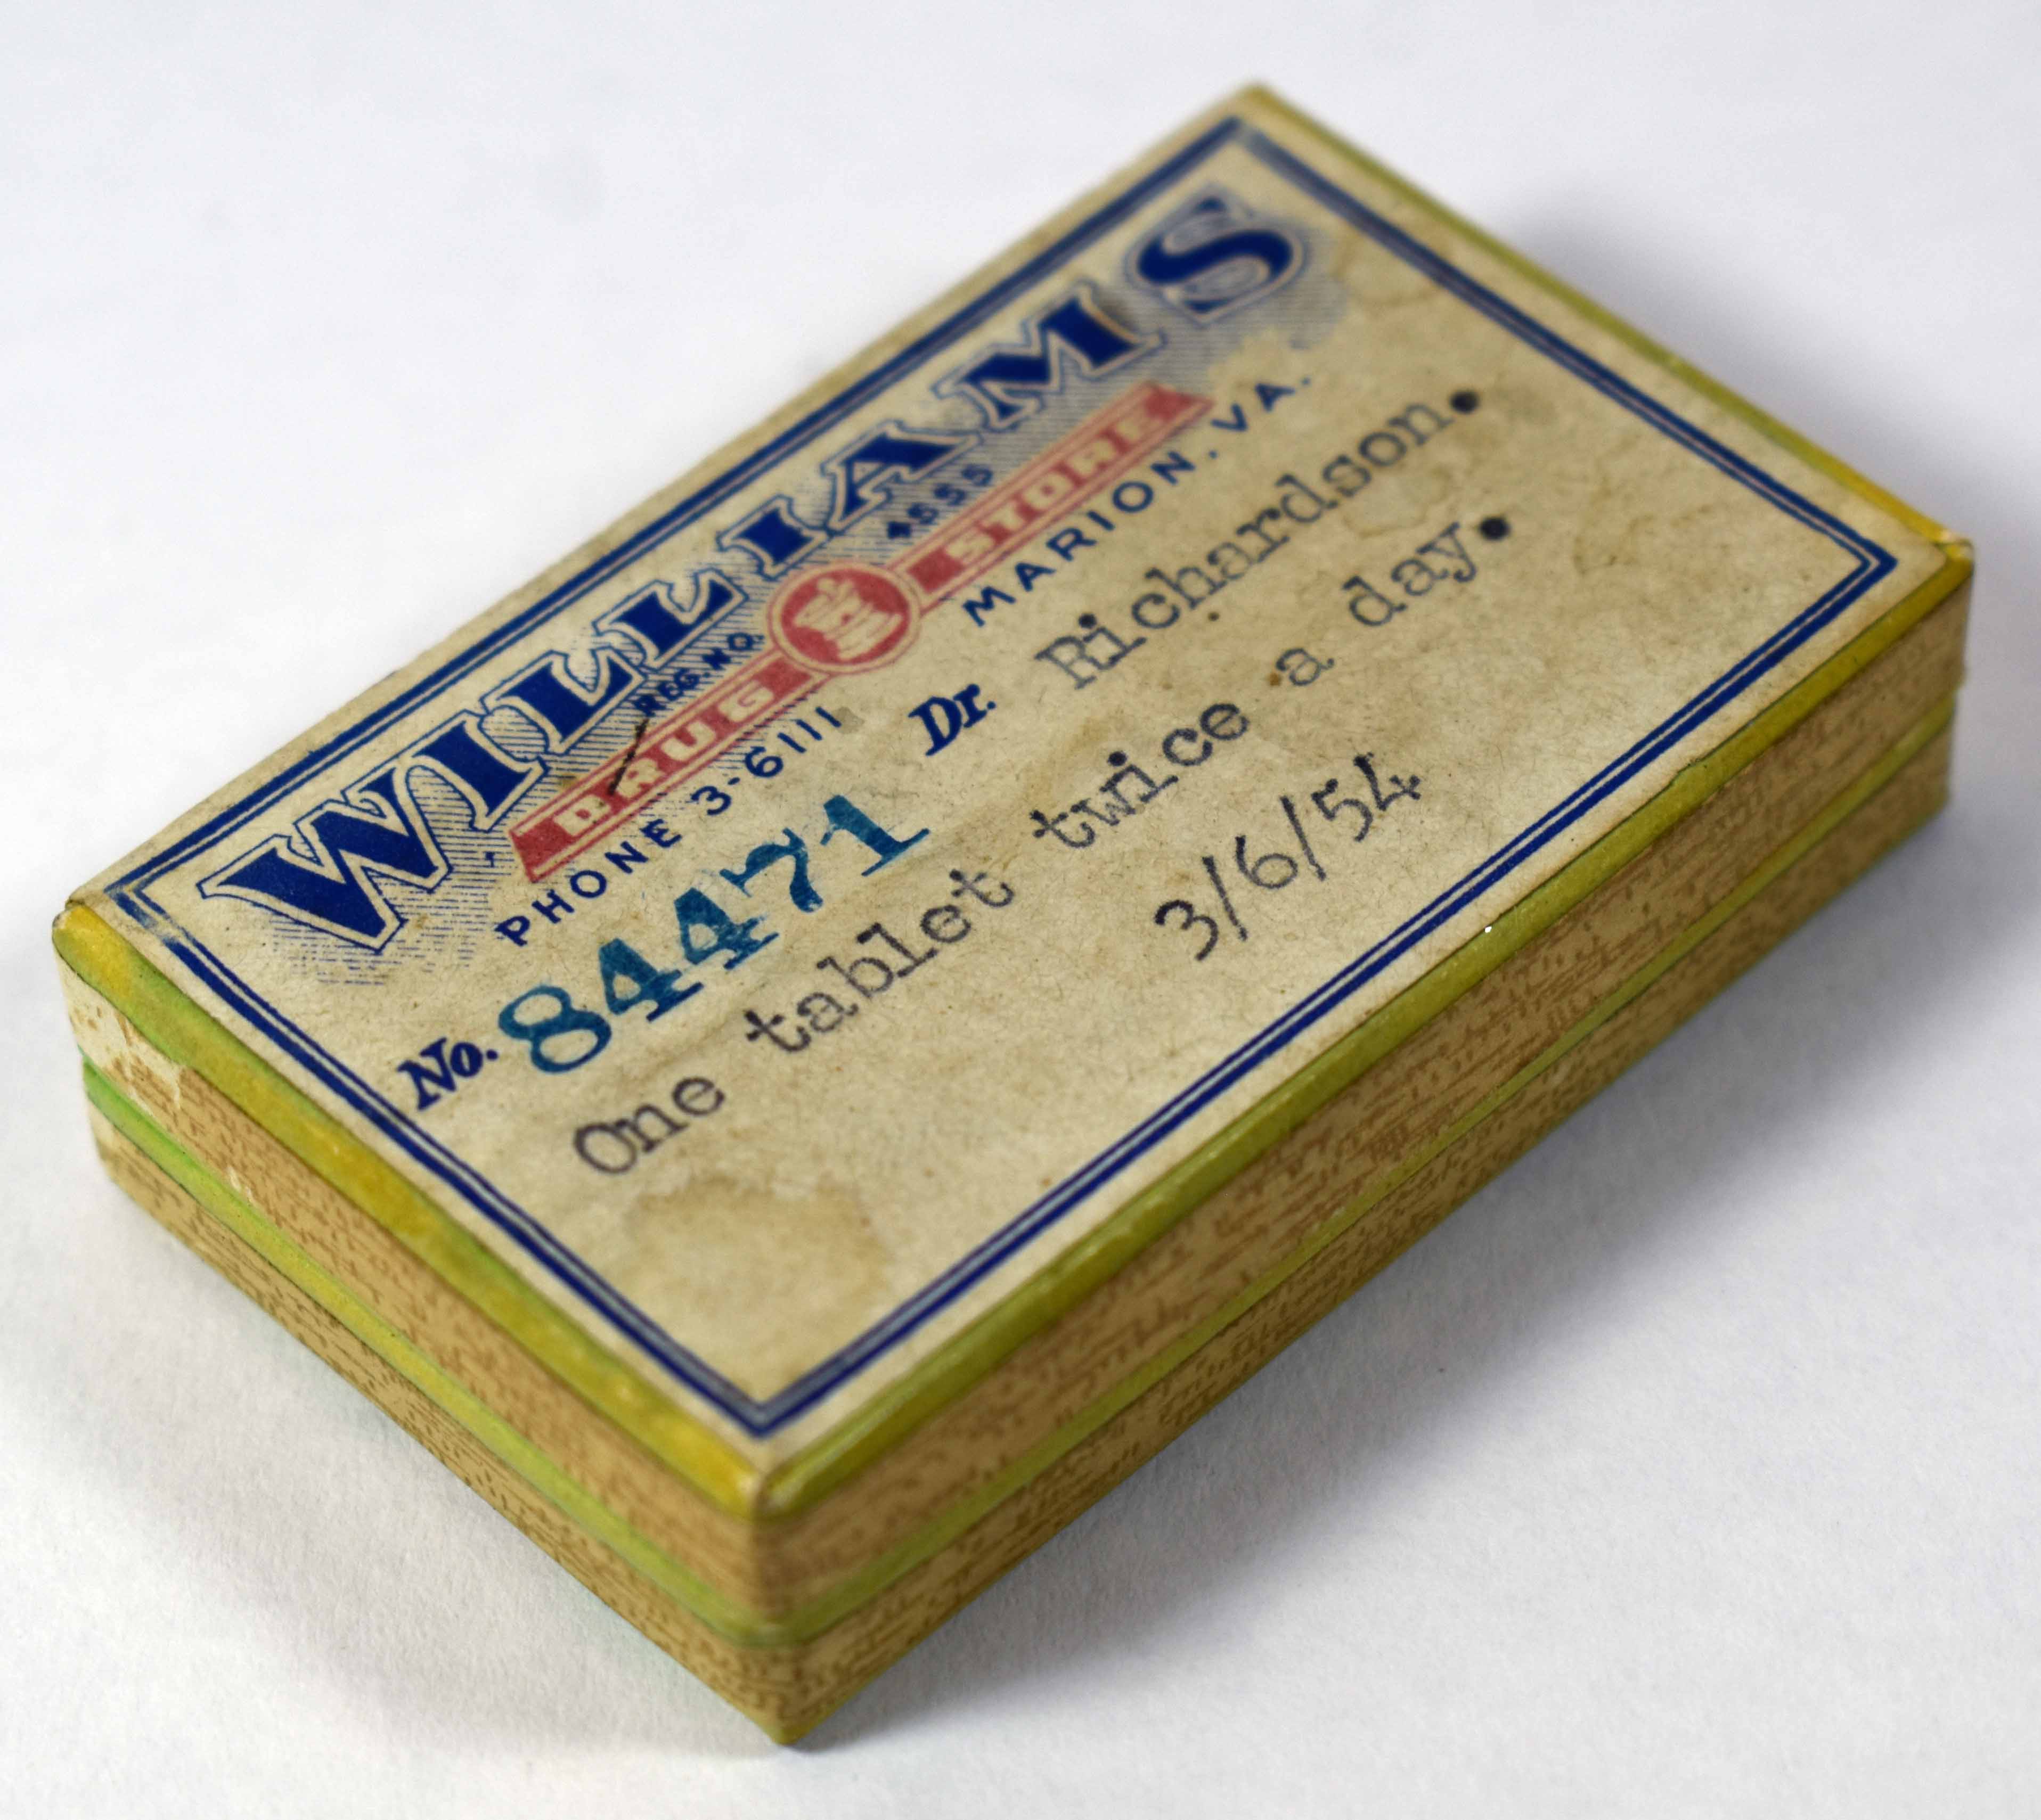 WILLIAMS
REG. NO. 4555
DRUG STORE
PHONE 3-6111 MARION, VA.
No. 84471 Dr. Richardson.
One tablet twice a day.
3/6/54